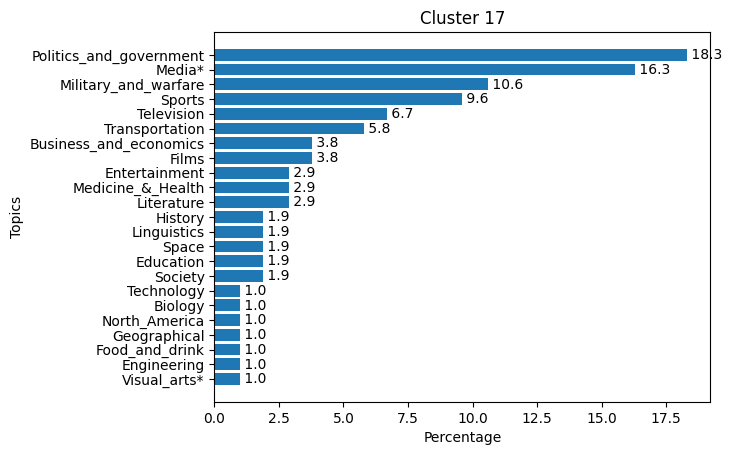 Cluster 17
Topics
Politics_and_government 18.3
Media* 16.3
Military_and_warfare 10.6
Sports 9.6
Television 6.7
Transportation 5.8
Business_and_economics 3.8
Films 3.8
Entertainment 2.9
Medicine_&_Health 2.9
Literature 2.9
History 1.9
Linguistics 1.9
Space 1.9
Education 1.9
Society 1.9
Technology 1.0
Biology 1.0
North_America 1.0
Geographical 1.0
Food_and_drink 1.0
Engineering 1.0
Visual_arts* 1.0
0.0 2.5 5.0 7.5 10.0 12.5 15.0 17.5
Percentage